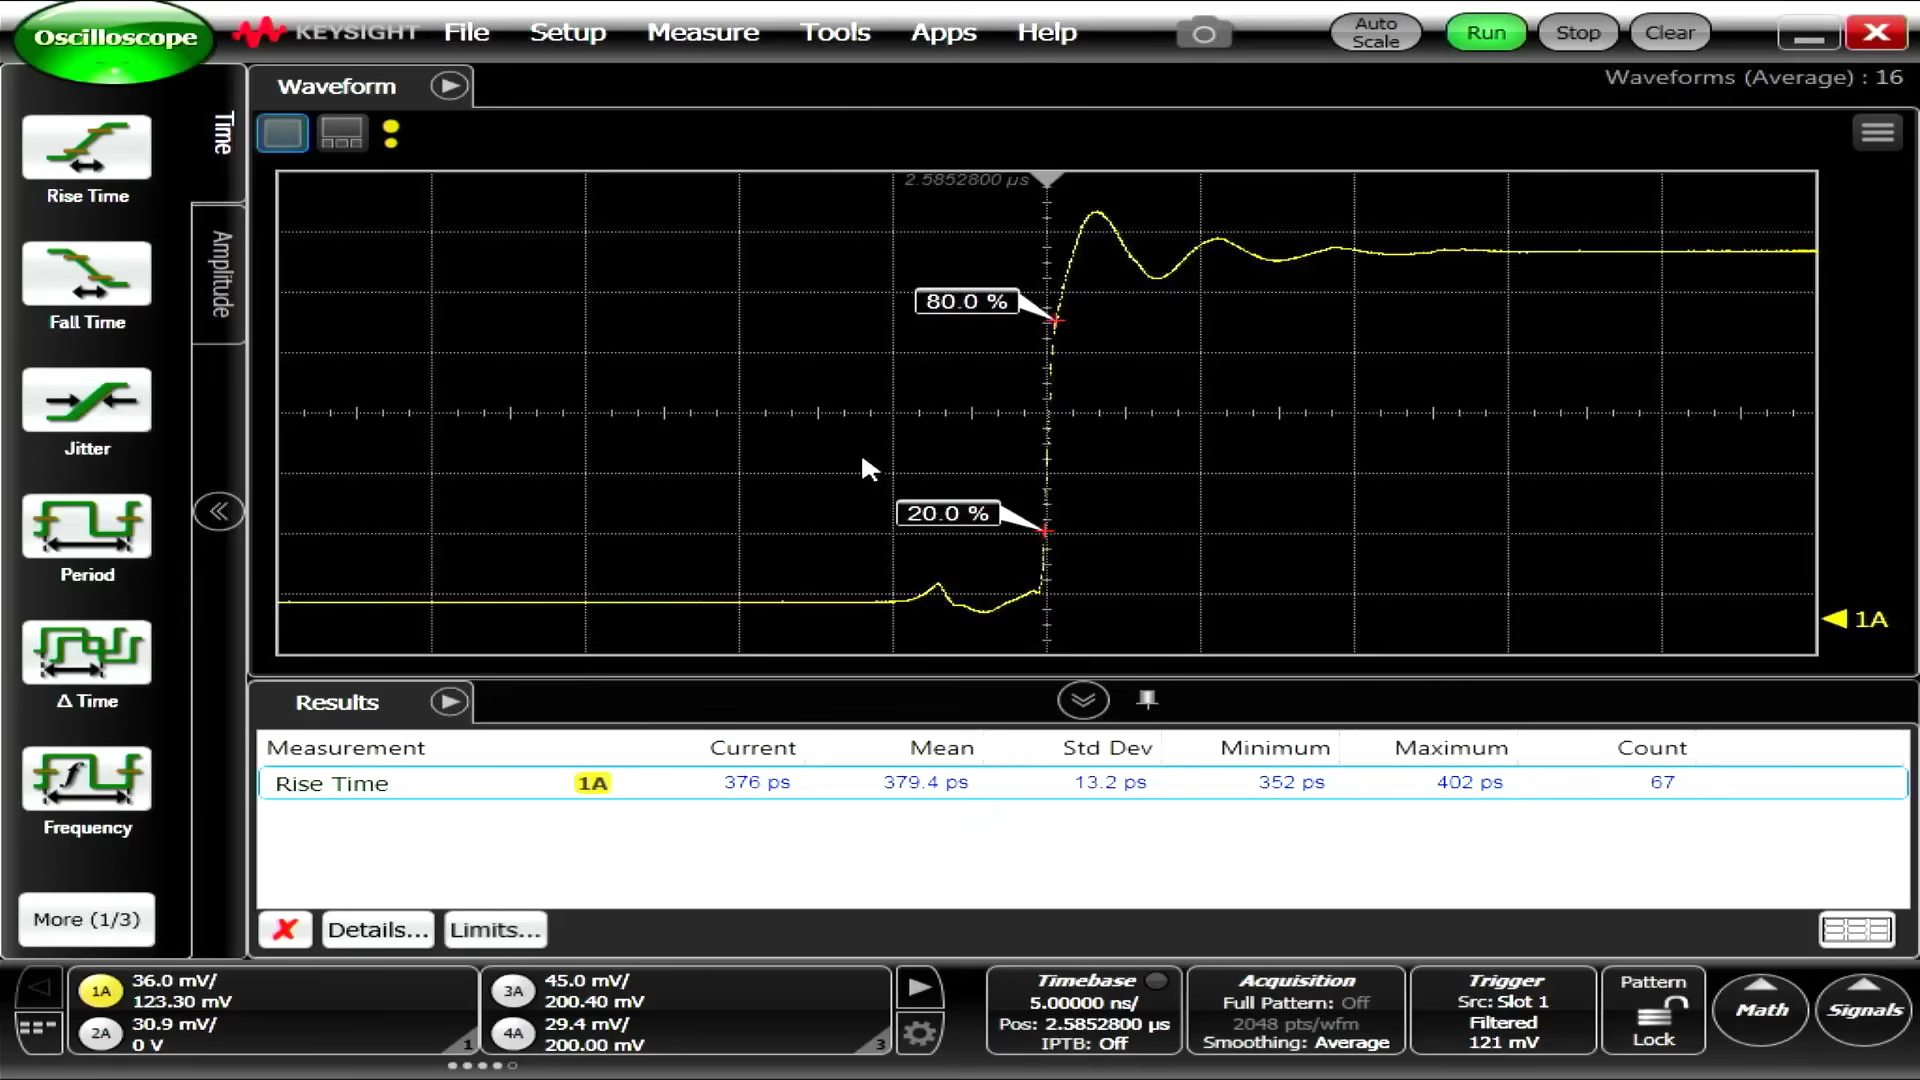 Oscilloscope
KEYSIGHT
File Setup Measure Tools Apps Help
Auto
Scale
Run
Stop
Clear
Waveform
Waveforms (Average) : 16
Time
Amplitude
Rise Time
Fall Time
Jitter
Period
Δ Time
Frequency
More (1/3)
2.5852800 µs
80.0 %
20.0 %
1A
Results
Measurement Current Mean Std Dev Minimum Maximum Count
Rise Time 1A 376 ps 379.4 ps 13.2 ps 352 ps 402 ps 67
Details...
Limits...
1A 36.0 mV/
123.30 mV
2A 30.9 mV/
0 V
1
3A 45.0 mV/
200.40 mV
4A 29.4 mV/
200.00 mV
3
Timebase
5.00000 ns/
Pos: 2.5852800 µs
IPTB: Off
Acquisition
Full Pattern: Off
2048 pts/wfm
Smoothing: Average
Trigger
Src: Slot 1
Filtered
121 mV
Pattern
Lock
Math
Signals